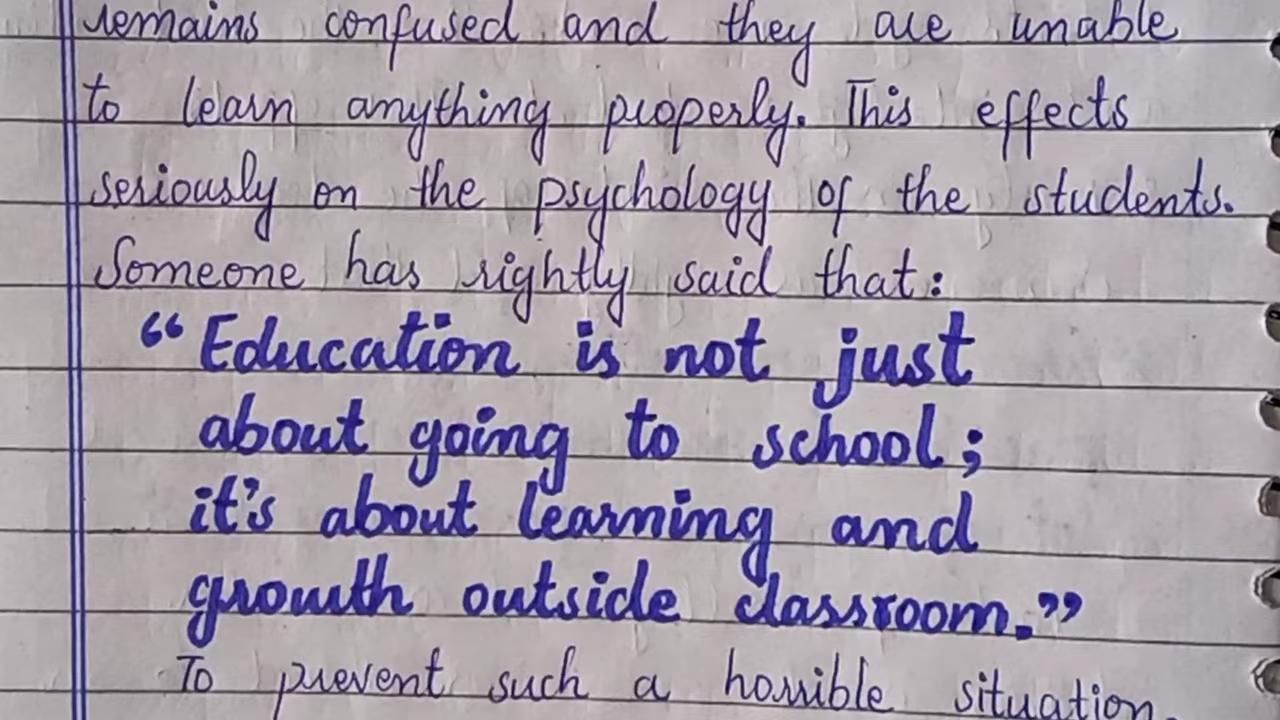 remains confused and they are unable
to learn anything properly. This effects
seriously on the psychology of the students.
Someone has rightly said that:
“Education is not just
about going to school;
it's about learning and
growth outside classroom.”
To prevent such a horrible situation,